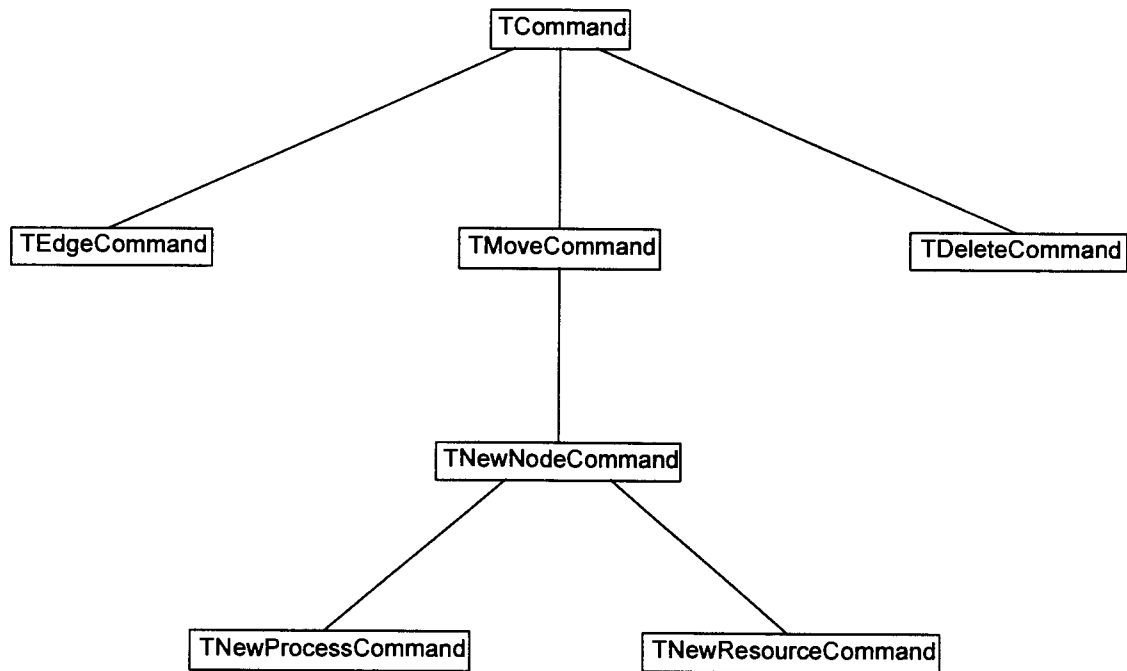 TCommand
TEdgeCommand
TMoveCommand
TDeleteCommand
TNewNodeCommand
TNewProcessCommand
TNewResourceCommand